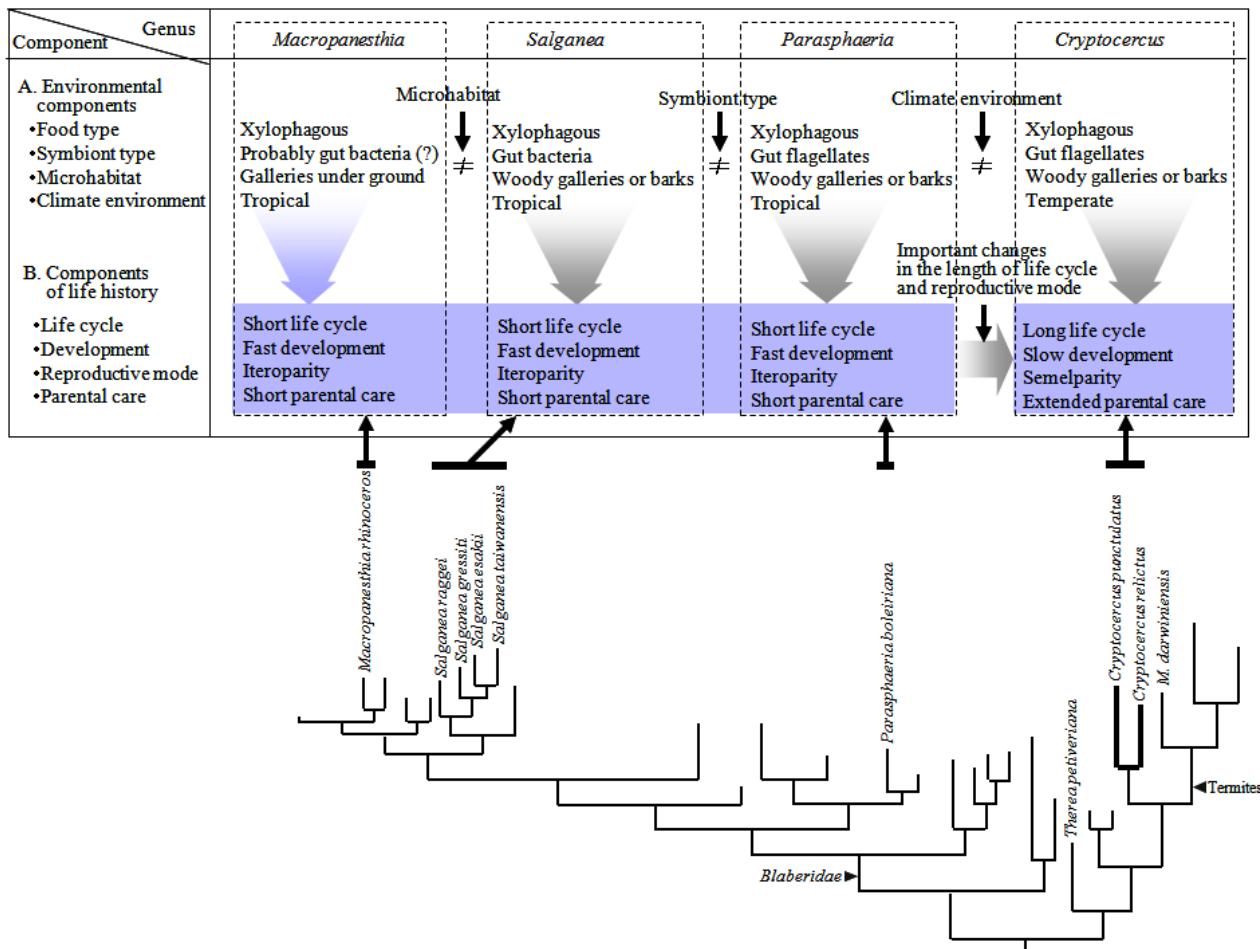 Genus
Component
Macropanesthia
Salganea
Parasphaeria
Cryptocercus
A. Environmental
components
•Food type
•Symbiont type
•Microhabitat
•Climate environment
Microhabitat
Symbiont type
Climate environment
Xylophagous
Probably gut bacteria (?)
Galleries under ground
Tropical
≠
Xylophagous
Gut bacteria
Woody galleries or barks
Tropical
≠
Xylophagous
Gut flagellates
Woody galleries or barks
Tropical
≠
Xylophagous
Gut flagellates
Woody galleries or barks
Temperate
Important changes
in the length of life cycle
and reproductive mode
B. Components
of life history
•Life cycle
•Development
•Reproductive mode
•Parental care
Short life cycle
Fast development
Iteroparity
Short parental care
Short life cycle
Fast development
Iteroparity
Short parental care
Short life cycle
Fast development
Iteroparity
Short parental care
Long life cycle
Slow development
Semelparity
Extended parental care
Macropanesthia rhinoceros
Salganea raggei
Salganea gressiti
Salganea esakii
Salganea taiwanensis
Parasphaeria boleiriana
Therea petiveriana
Cryptocercus punctulatus
Cryptocercus relictus
M. darwiniensis
Termites
Blaberidae